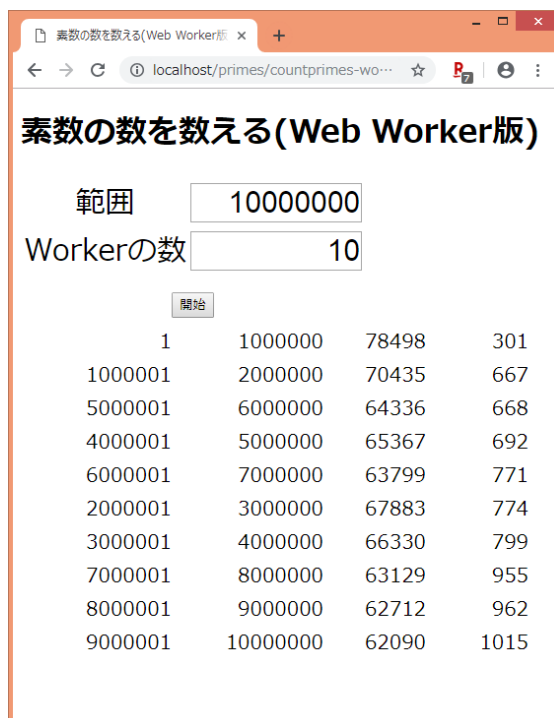 素数の数を数える(Web Worker版
localhost/primes/countprimes-wo…
7
素数の数を数える(Web Worker版)
範囲 10000000
Workerの数 10
開始
1 1000000 78498 301
1000001 2000000 70435 667
5000001 6000000 64336 668
4000001 5000000 65367 692
6000001 7000000 63799 771
2000001 3000000 67883 774
3000001 4000000 66330 799
7000001 8000000 63129 955
8000001 9000000 62712 962
9000001 10000000 62090 1015